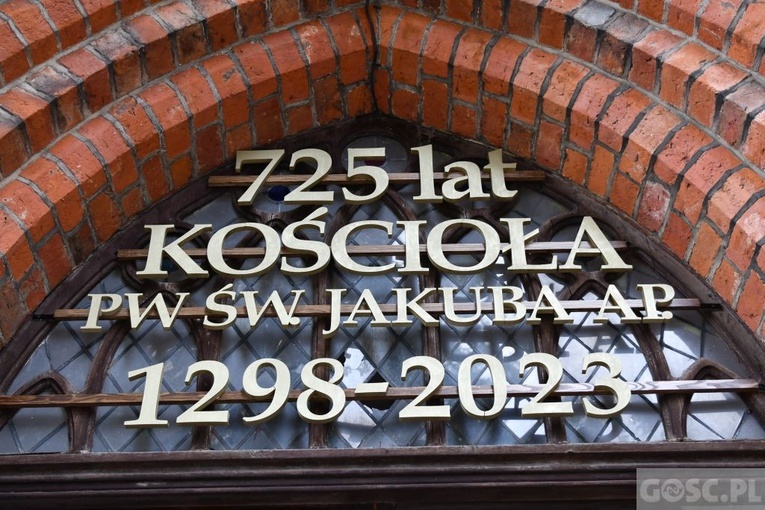 725 lat
KOŚCIOŁA
PW ŚW. JAKUBA AP.
1298-2023
GOSC.PL